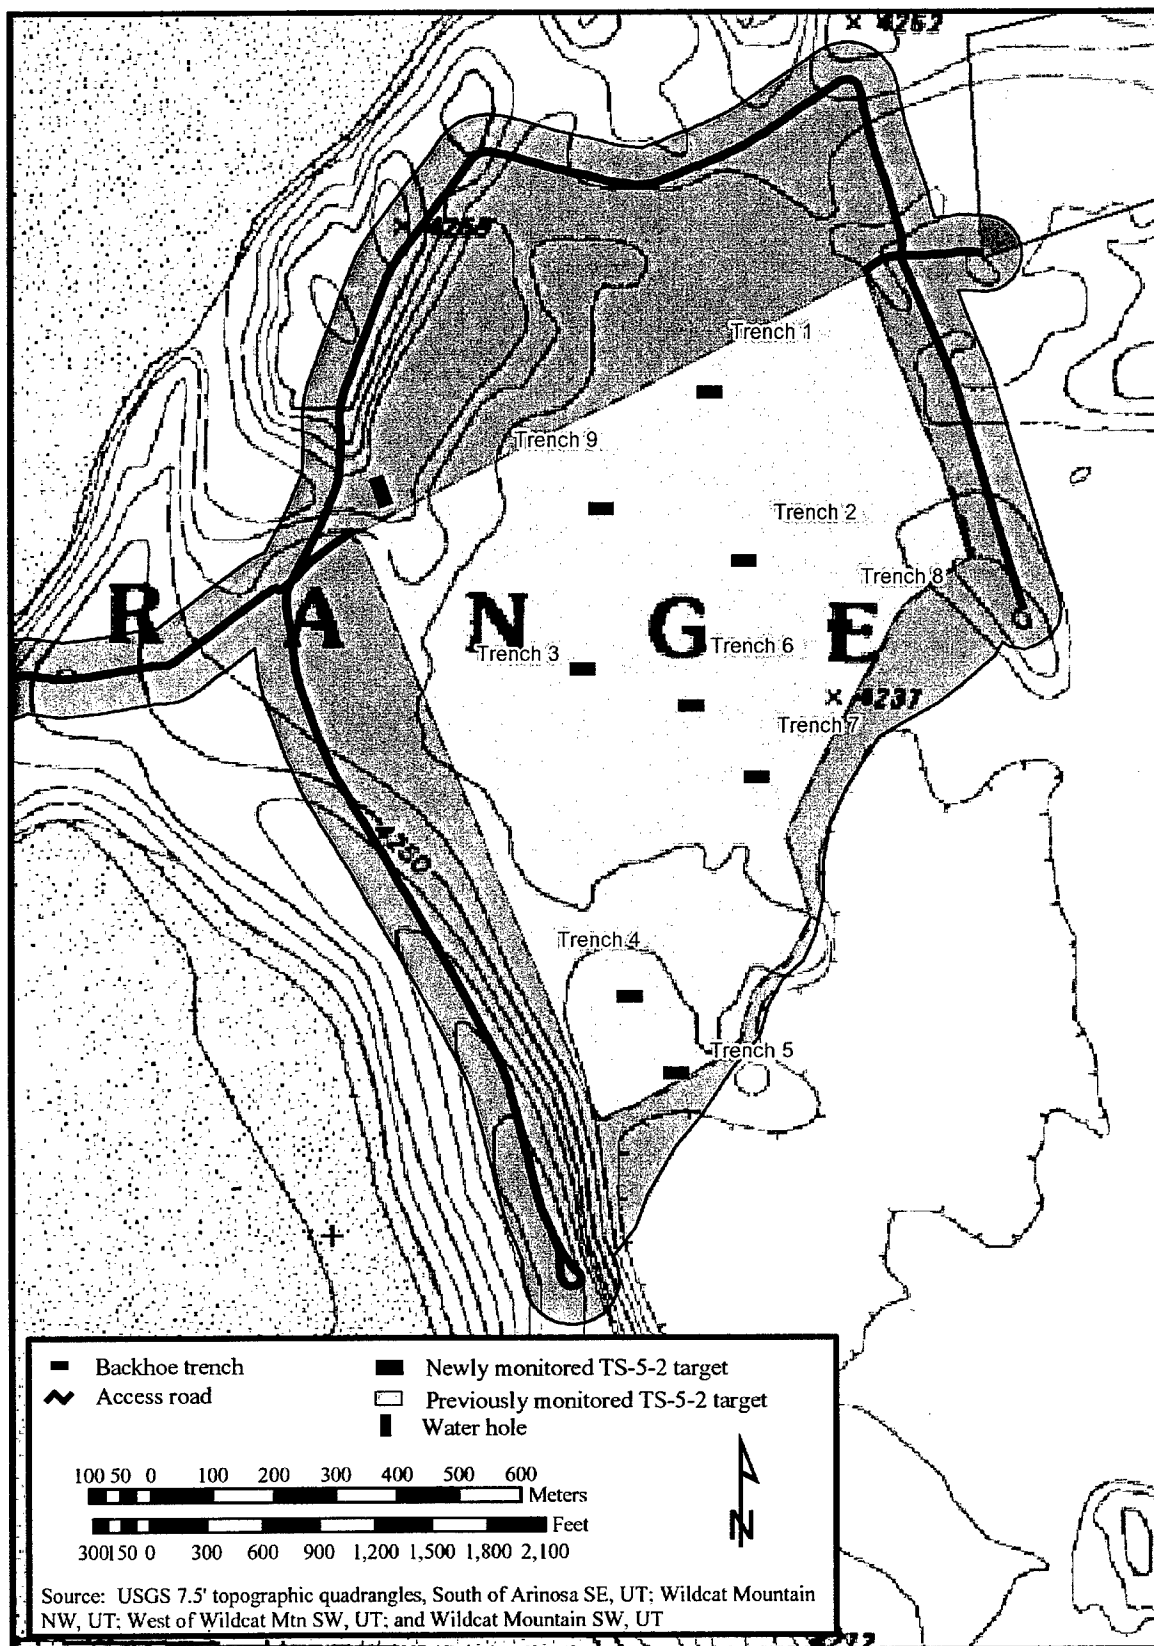 4262
4259
Trench 1
Trench 9
Trench 2
Trench 8
R A N G E
Trench 3
Trench 6
4237
Trench 7
4250
Trench 4
Trench 5
Backhoe trench
Newly monitored TS-5-2 target
Access road
Previously monitored TS-5-2 target
Water hole
100 50 0 100 200 300 400 500 600
Meters
Feet
300 150 0 300 600 900 1,200 1,500 1,800 2,100
N
Source: USGS 7.5' topographic quadrangles, South of Arinosa SE, UT; Wildcat Mountain
NW, UT; West of Wildcat Mtn SW, UT; and Wildcat Mountain SW, UT